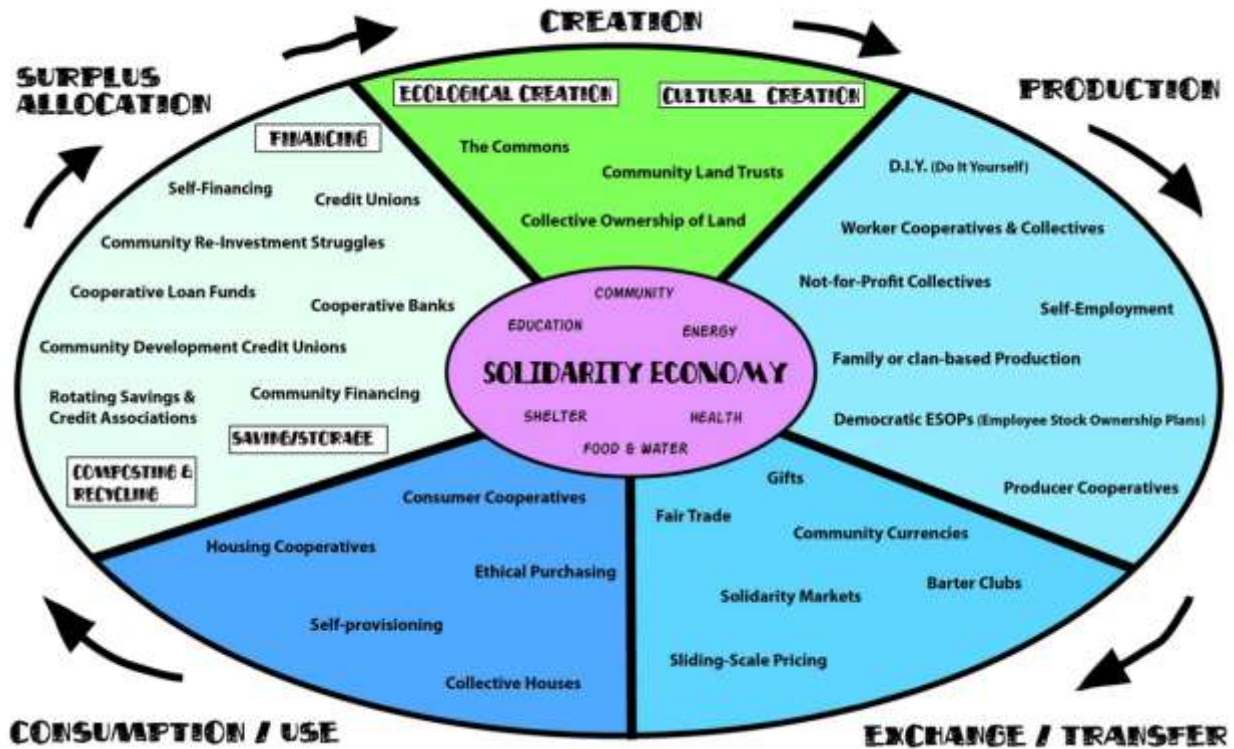 CREATION
SURPLUS
ALLOCATION
PRODUCTION
ECOLOGICAL CREATION
CULTURAL CREATION
The Commons
Community Land Trusts
Collective Ownership of Land
FINANCING
Self-Financing
Credit Unions
Community Re-Investment Struggles
Cooperative Loan Funds
Cooperative Banks
Community Development Credit Unions
Rotating Savings &
Credit Associations
Community Financing
SAVING/STORAGE
COMPOSTING &
RECYCLING
D.I.Y. (Do It Yourself)
Worker Cooperatives & Collectives
Not-for-Profit Collectives
Self-Employment
Family or clan-based Production
Democratic ESOPs (Employee Stock Ownership Plans)
Producer Cooperatives
COMMUNITY
EDUCATION
ENERGY
SOLIDARITY ECONOMY
SHELTER
HEALTH
FOOD & WATER
Consumer Cooperatives
Housing Cooperatives
Ethical Purchasing
Self-provisioning
Collective Houses
Gifts
Fair Trade
Community Currencies
Barter Clubs
Solidarity Markets
Sliding-Scale Pricing
CONSUMPTION / USE
EXCHANGE / TRANSFER